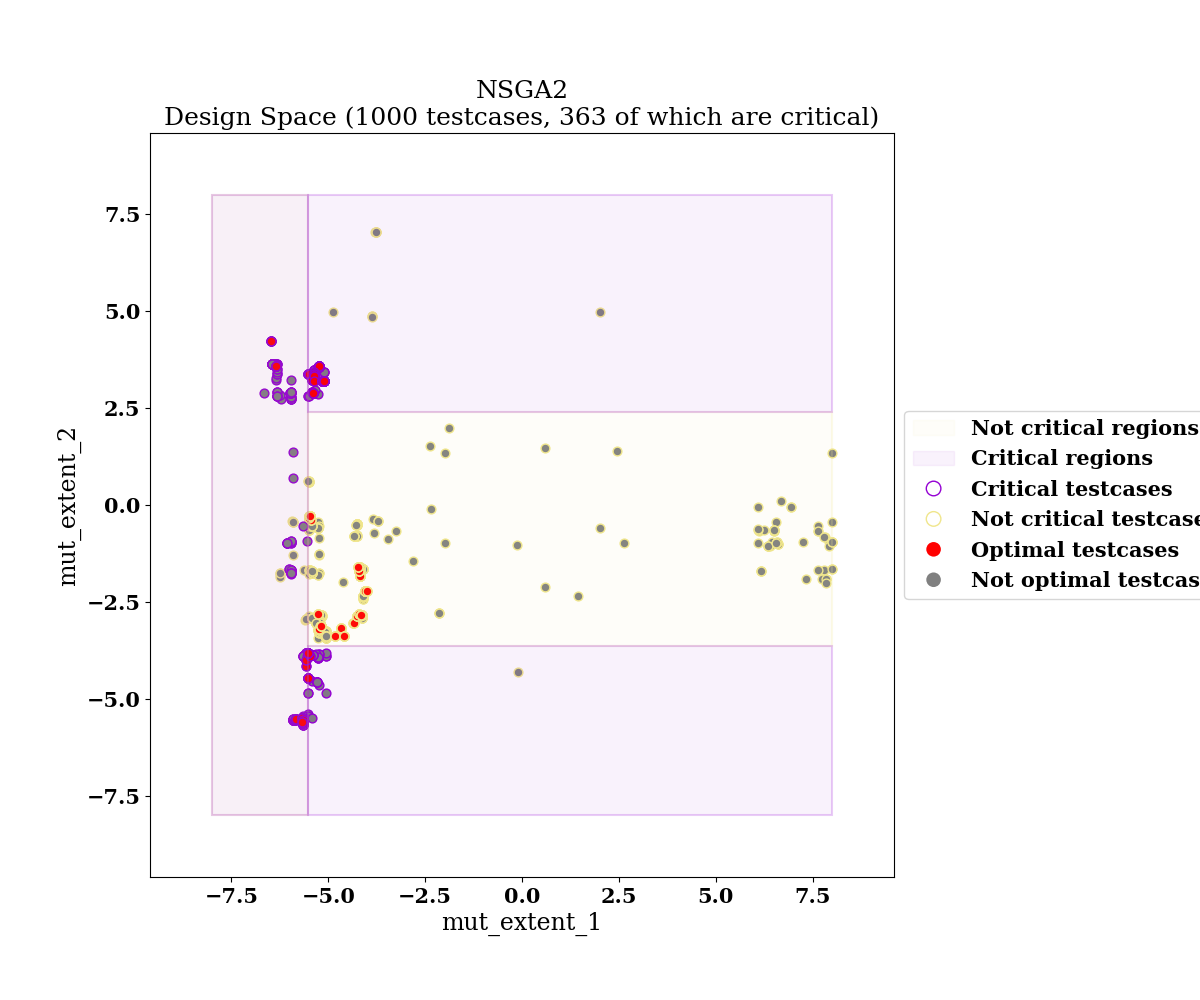 NSGA2
Design Space (1000 testcases, 363 of which are critical)
7.5
5.0
2.5
0.0
−2.5
−5.0
−7.5
mut_extent_2
−7.5
−5.0
−2.5
0.0
2.5
5.0
7.5
mut_extent_1
Not critical regions
Critical regions
Critical testcases
Not critical testcase
Optimal testcases
Not optimal testcas